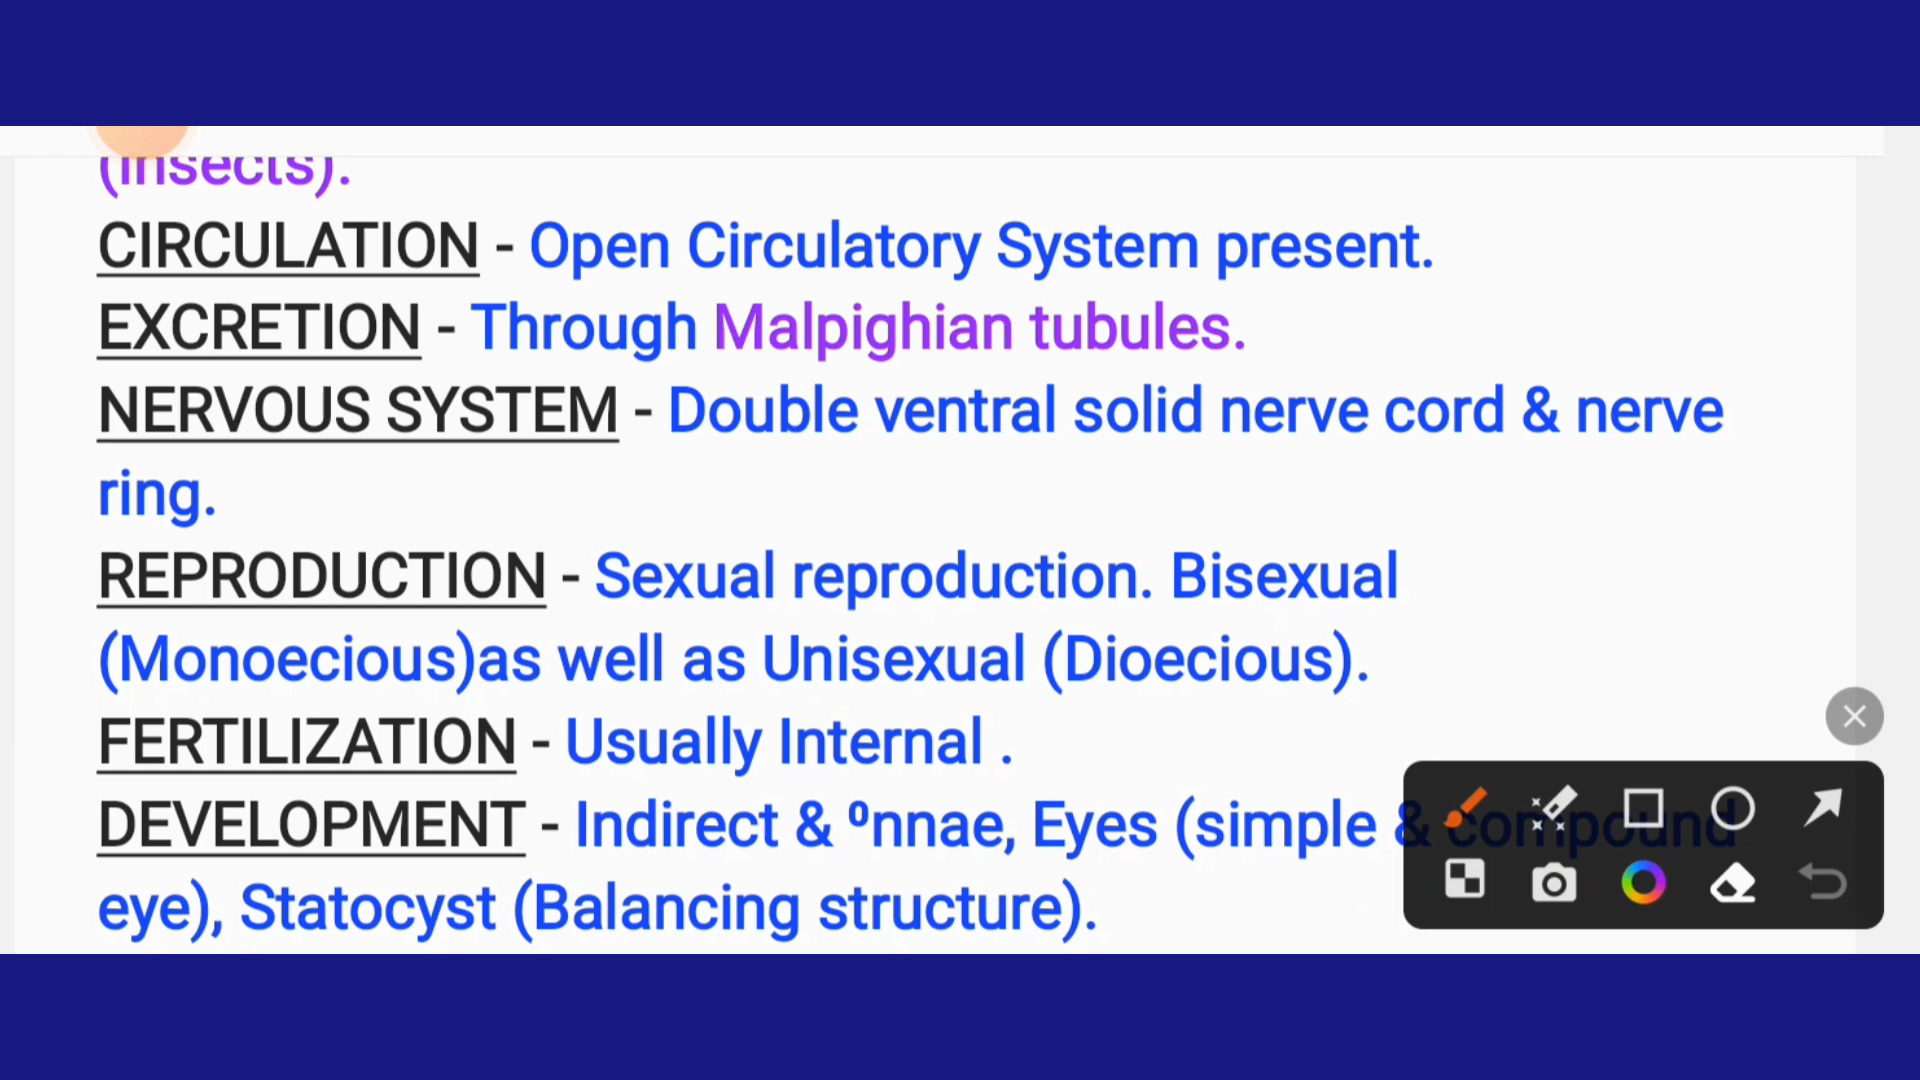 (Insects).
CIRCULATION - Open Circulatory System present.
EXCRETION - Through Malpighian tubules.
NERVOUS SYSTEM - Double ventral solid nerve cord & nerve
ring.
REPRODUCTION - Sexual reproduction. Bisexual
(Monoecious)as well as Unisexual (Dioecious).
FERTILIZATION - Usually Internal .
DEVELOPMENT - Indirect & ⁰nnae, Eyes (simple & compound
eye), Statocyst (Balancing structure).